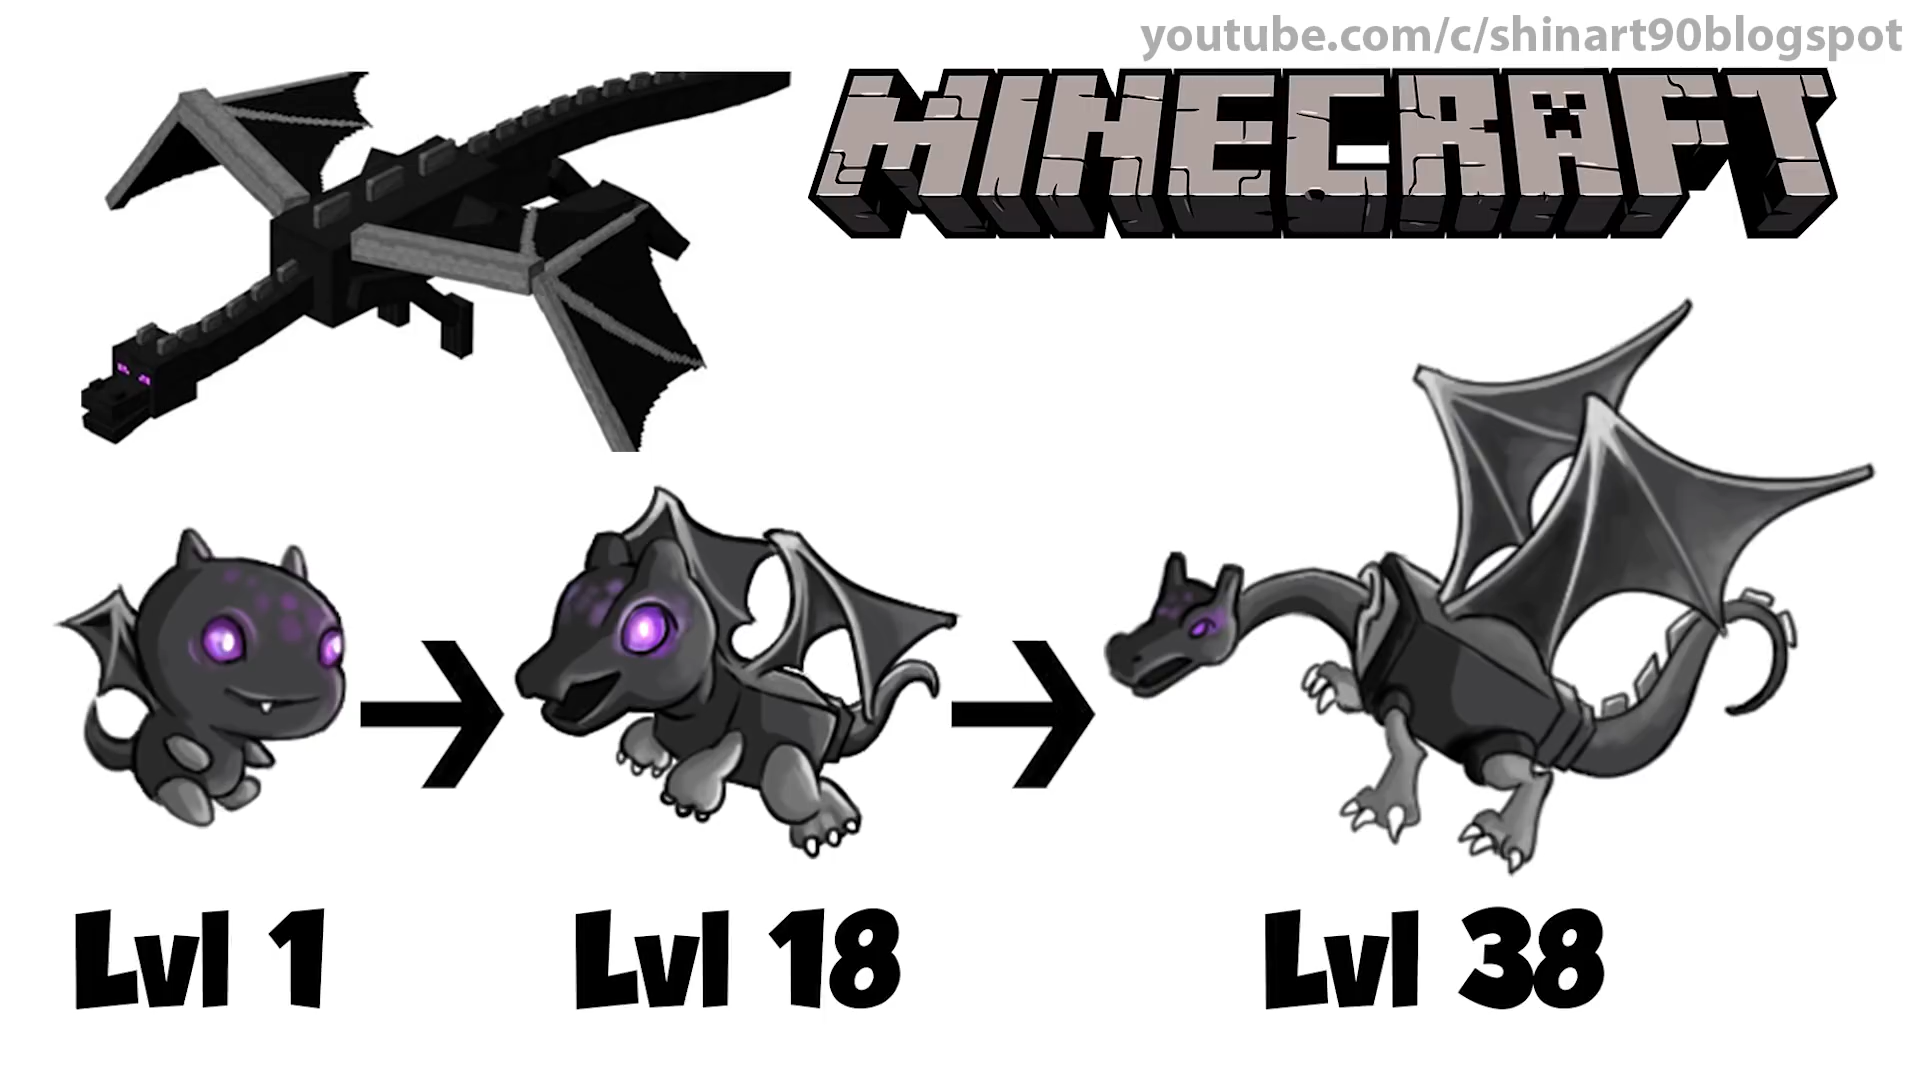 youtube.com/c/shinart90blogspot
MINECRAFT
Lvl 1
Lvl 18
Lvl 38